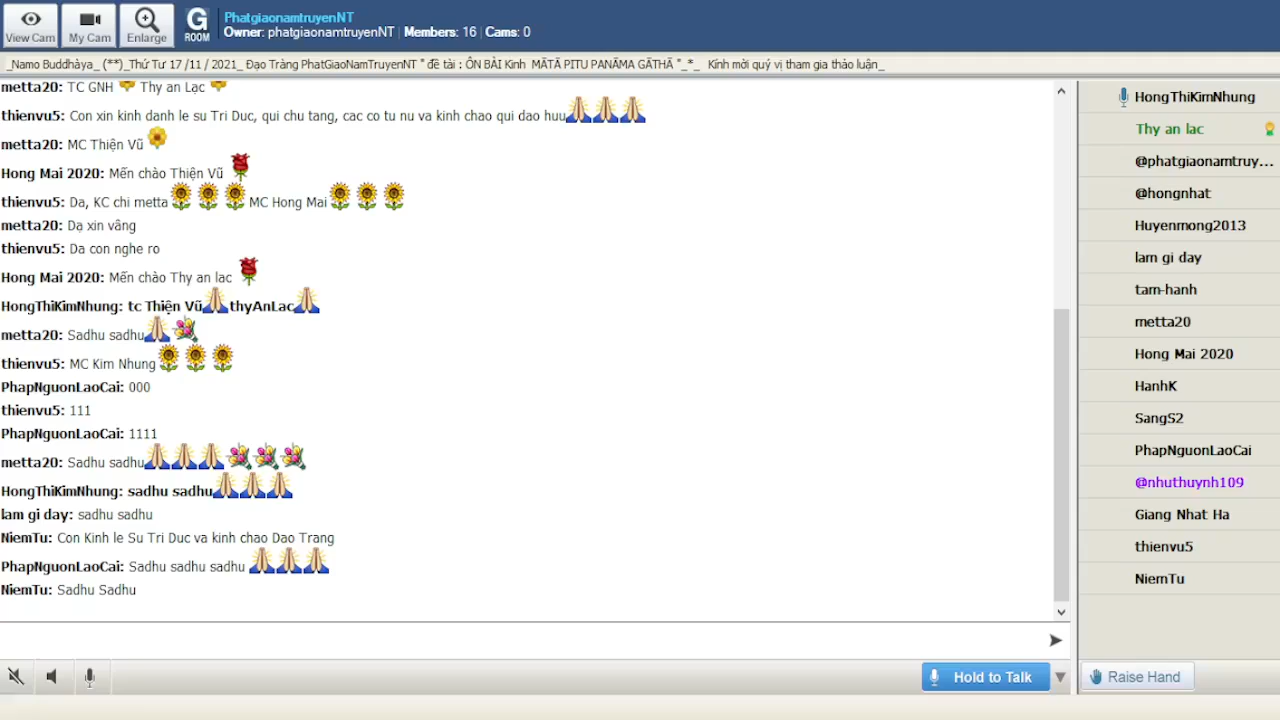 View Cam
My Cam
Enlarge
G
ROOM
PhatgiaonamtruyenNT
Owner: phatgiaonamtruyenNT | Members: 16 | Cams: 0
_Namo Buddhàya_ (**)_Thứ Tư 17 /11 / 2021_ Đạo Tràng PhatGiaoNamTruyenNT " đề tài : ÔN BÀI Kinh MĀTĀ PITU PANĀMA GĀTHĀ "_*_ Kính mời quý vị tham gia thảo luận_
metta20: TC GNH Thy an Lạc
thienvu5: Con xin kinh danh le su Tri Duc, qui chu tang, cac co tu nu va kinh chao qui dao huu
metta20: MC Thiện Vũ
Hong Mai 2020: Mến chào Thiện Vũ
thienvu5: Da, KC chi metta MC Hong Mai
metta20: Dạ xin vâng
thienvu5: Da con nghe ro
Hong Mai 2020: Mến chào Thy an lac
HongThiKimNhung: tc Thiện Vũ thyAnLac
metta20: Sadhu sadhu
thienvu5: MC Kim Nhung
PhapNguonLaoCai: 000
thienvu5: 111
PhapNguonLaoCai: 1111
metta20: Sadhu sadhu
HongThiKimNhung: sadhu sadhu
lam gi day: sadhu sadhu
NiemTu: Con Kinh le Su Tri Duc va kinh chao Dao Trang
PhapNguonLaoCai: Sadhu sadhu sadhu
NiemTu: Sadhu Sadhu
Hold to Talk
HongThiKimNhung
Thy an lac
@phatgiaonamtruy...
@hongnhat
Huyenmong2013
lam gi day
tam-hanh
metta20
Hong Mai 2020
HanhK
SangS2
PhapNguonLaoCai
@nhuthuynh109
Giang Nhat Ha
thienvu5
NiemTu
Raise Hand